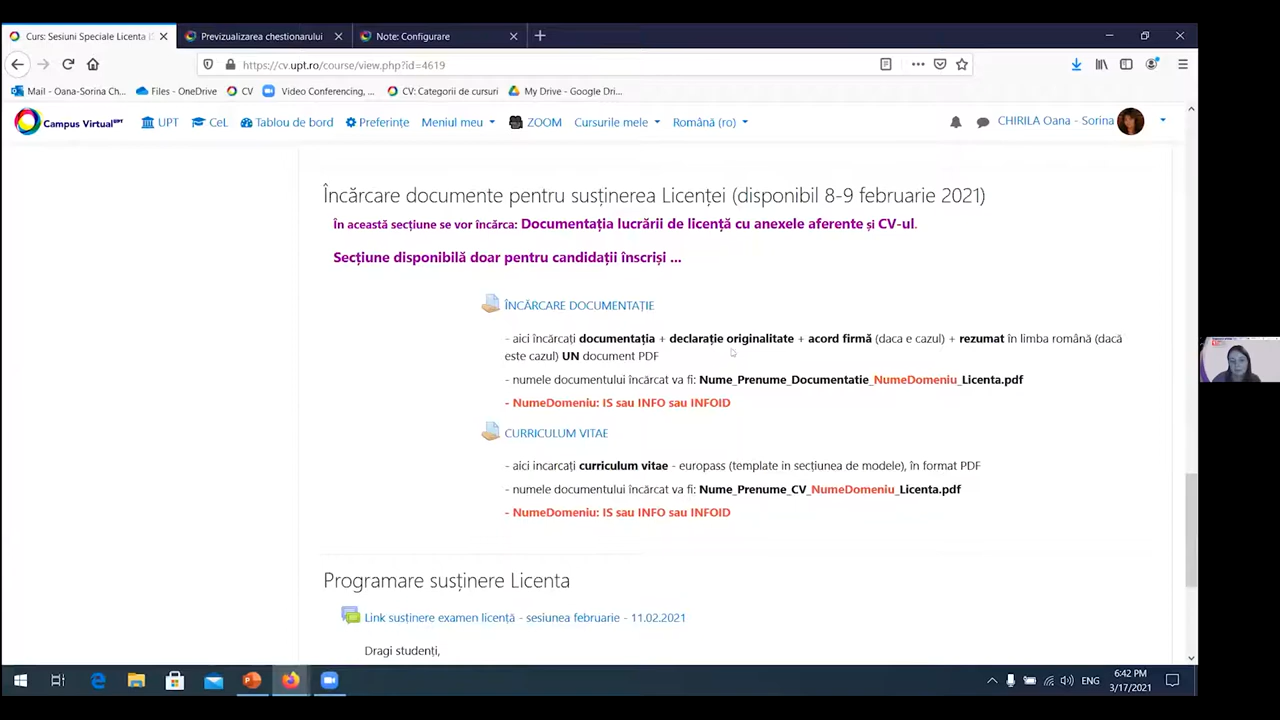 Curs: Sesiuni Speciale Licenta IS
Previzualizarea chestionarului
Note: Configurare
https://cv.upt.ro/course/view.php?id=4619
Mail - Oana-Sorina Ch...
Files - OneDrive
CV
Video Conferencing, ...
CV: Categorii de cursuri
My Drive - Google Dri...
Campus Virtual UPT
UPT
CeL
Tablou de bord
Preferințe
Meniul meu
ZOOM
Cursurile mele
Română (ro)
CHIRILA Oana - Sorina
Încărcare documente pentru susținerea Licenței (disponibil 8-9 februarie 2021)
În această secțiune se vor încărca: Documentația lucrării de licență cu anexele aferente și CV-ul.
Secțiune disponibilă doar pentru candidații înscriși ...
ÎNCĂRCARE DOCUMENTAȚIE
- aici încărcați documentația + declarație originalitate + acord firmă (daca e cazul) + rezumat în limba română (dacă
este cazul) UN document PDF
- numele documentului încărcat va fi: Nume_Prenume_Documentatie_NumeDomeniu_Licenta.pdf
- NumeDomeniu: IS sau INFO sau INFOID
CURRICULUM VITAE
- aici incarcați curriculum vitae - europass (template in secțiunea de modele), în format PDF
- numele documentului încărcat va fi: Nume_Prenume_CV_NumeDomeniu_Licenta.pdf
- NumeDomeniu: IS sau INFO sau INFOID
Programare susținere Licenta
Link susținere examen licență - sesiunea februarie - 11.02.2021
Dragi studenți,
ENG
6:42 PM
3/17/2021